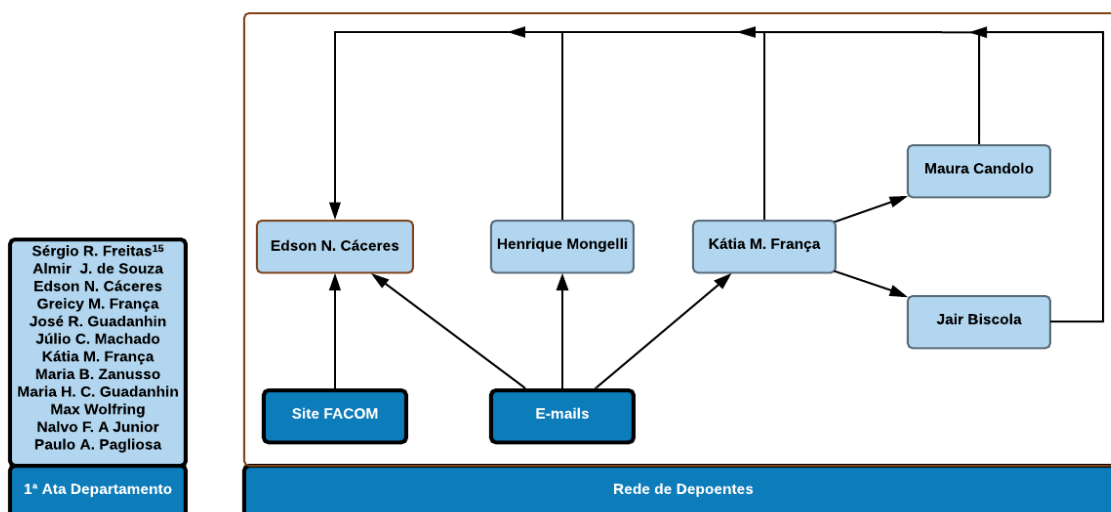 Sérgio R. Freitas¹⁵
Almir J. de Souza
Edson N. Cáceres
Greicy M. França
José R. Guadanhin
Júlio C. Machado
Kátia M. França
Maria B. Zanusso
Maria H. C. Guadanhin
Max Wolfring
Nalvo F. A Junior
Paulo A. Pagliosa
1ª Ata Departamento
Maura Candolo
Edson N. Cáceres
Henrique Mongelli
Kátia M. França
Jair Biscola
Site FACOM
E-mails
Rede de Depoentes